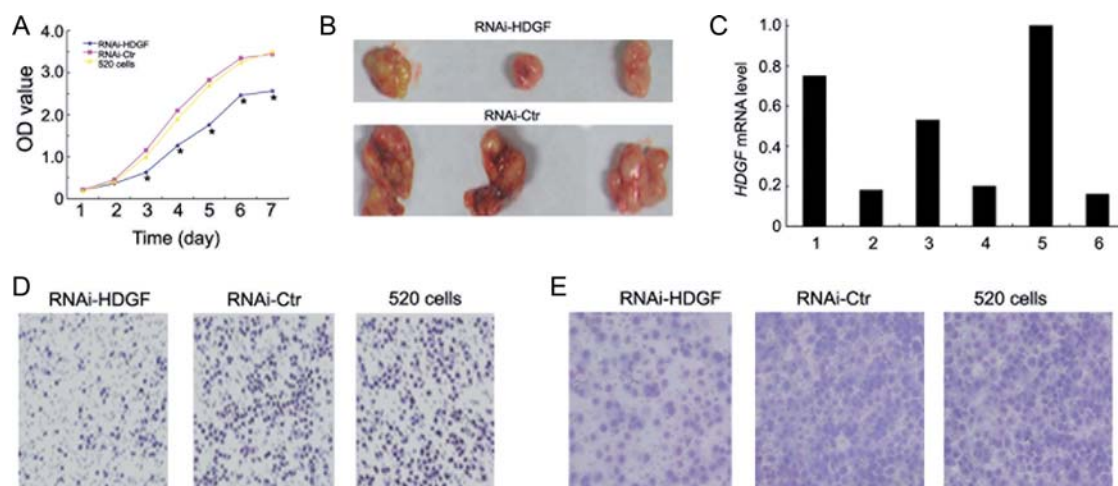 A
4.0
3.0
2.0
1.0
.0
OD value
RNAi-HDGF
RNAi-Ctr
520 cells
*
*
*
*
*
1 2 3 4 5 6 7
Time (day)
B
RNAi-HDGF
RNAi-Ctr
C
HDGF mRNA level
1.0
0.8
0.6
0.4
0.2
0
1 2 3 4 5 6
D
RNAi-HDGF RNAi-Ctr 520 cells
E
RNAi-HDGF RNAi-Ctr 520 cells